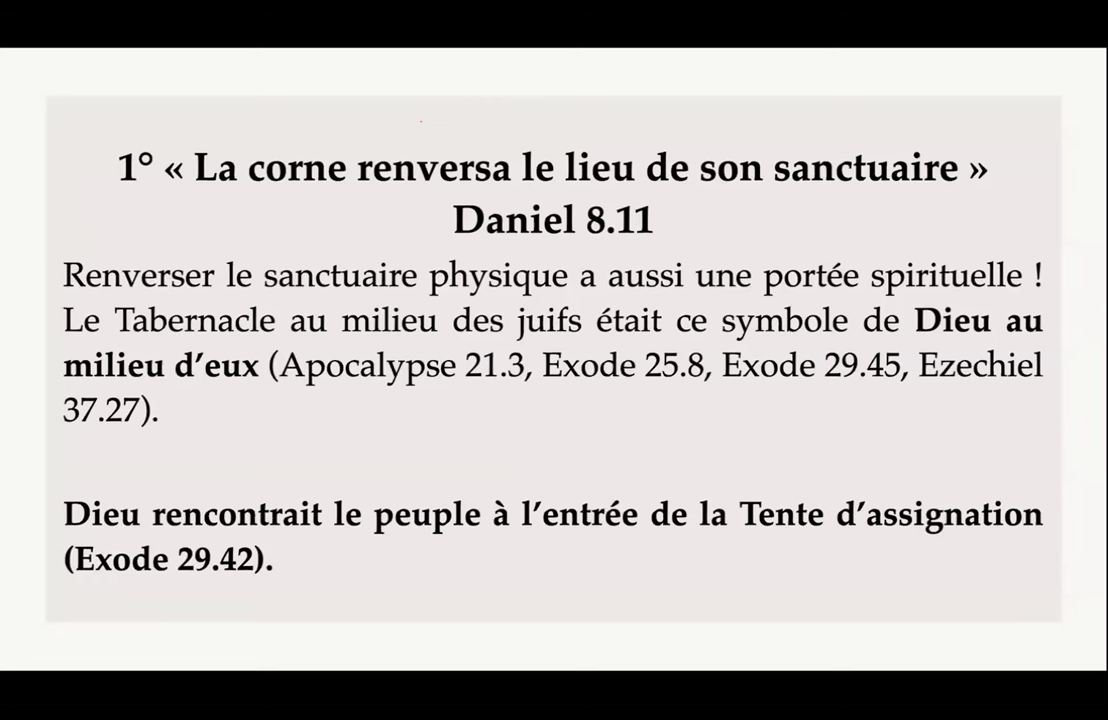 1° « La corne renversa le lieu de son sanctuaire »
Daniel 8.11
Renverser le sanctuaire physique a aussi une portée spirituelle !
Le Tabernacle au milieu des juifs était ce symbole de Dieu au
milieu d’eux (Apocalypse 21.3, Exode 25.8, Exode 29.45, Ezechiel
37.27).
Dieu rencontrait le peuple à l’entrée de la Tente d’assignation
(Exode 29.42).